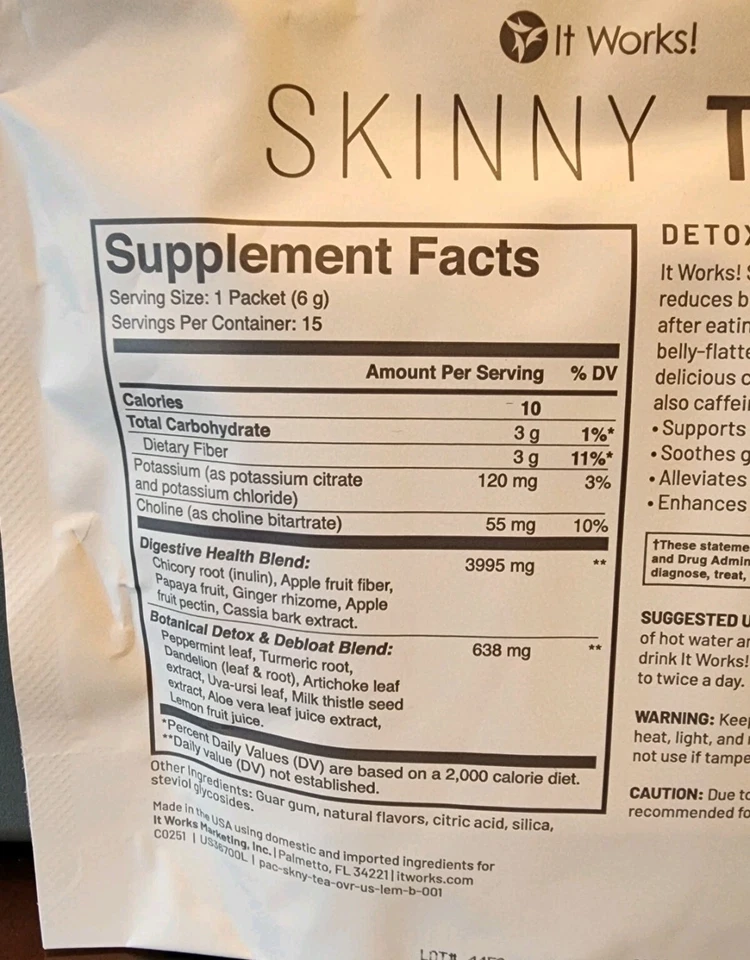 It Works!
SKINNY
Supplement Facts
Serving Size: 1 Packet (6 g)
Servings Per Container: 15
Amount Per Serving % DV
Calories 10
Total Carbohydrate 3 g 1%*
Dietary Fiber 3 g 11%*
Potassium (as potassium citrate 120 mg 3%
and potassium chloride)
Choline (as choline bitartrate) 55 mg 10%
Digestive Health Blend: 3995 mg **
Chicory root (inulin), Apple fruit fiber,
Papaya fruit, Ginger rhizome, Apple
fruit pectin, Cassia bark extract.
Botanical Detox & Debloat Blend: 638 mg **
Peppermint leaf, Turmeric root,
Dandelion (leaf & root), Artichoke leaf
extract, Uva-ursi leaf, Milk thistle seed
extract, Aloe vera leaf juice extract,
Lemon fruit juice.
*Percent Daily Values (DV) are based on a 2,000 calorie diet.
**Daily value (DV) not established.
Other Ingredients: Guar gum, natural flavors, citric acid, silica,
steviol glycosides.
Made in the USA using domestic and imported ingredients for
It Works Marketing, Inc. | Palmetto, FL 34221 | itworks.com
C0251 | US36700L | pac-skny-tea-ovr-us-lem-b-001
DETOX
It Works!
reduces b
after eatin
belly-flatte
delicious c
also caffei
• Supports
• Soothes g
• Alleviates
• Enhances
†These stateme
and Drug Admin
diagnose, treat,
SUGGESTED U
of hot water an
drink It Works!
to twice a day.
WARNING: Keep
heat, light, and
not use if tampe
CAUTION: Due to
recommended fo
LOT#